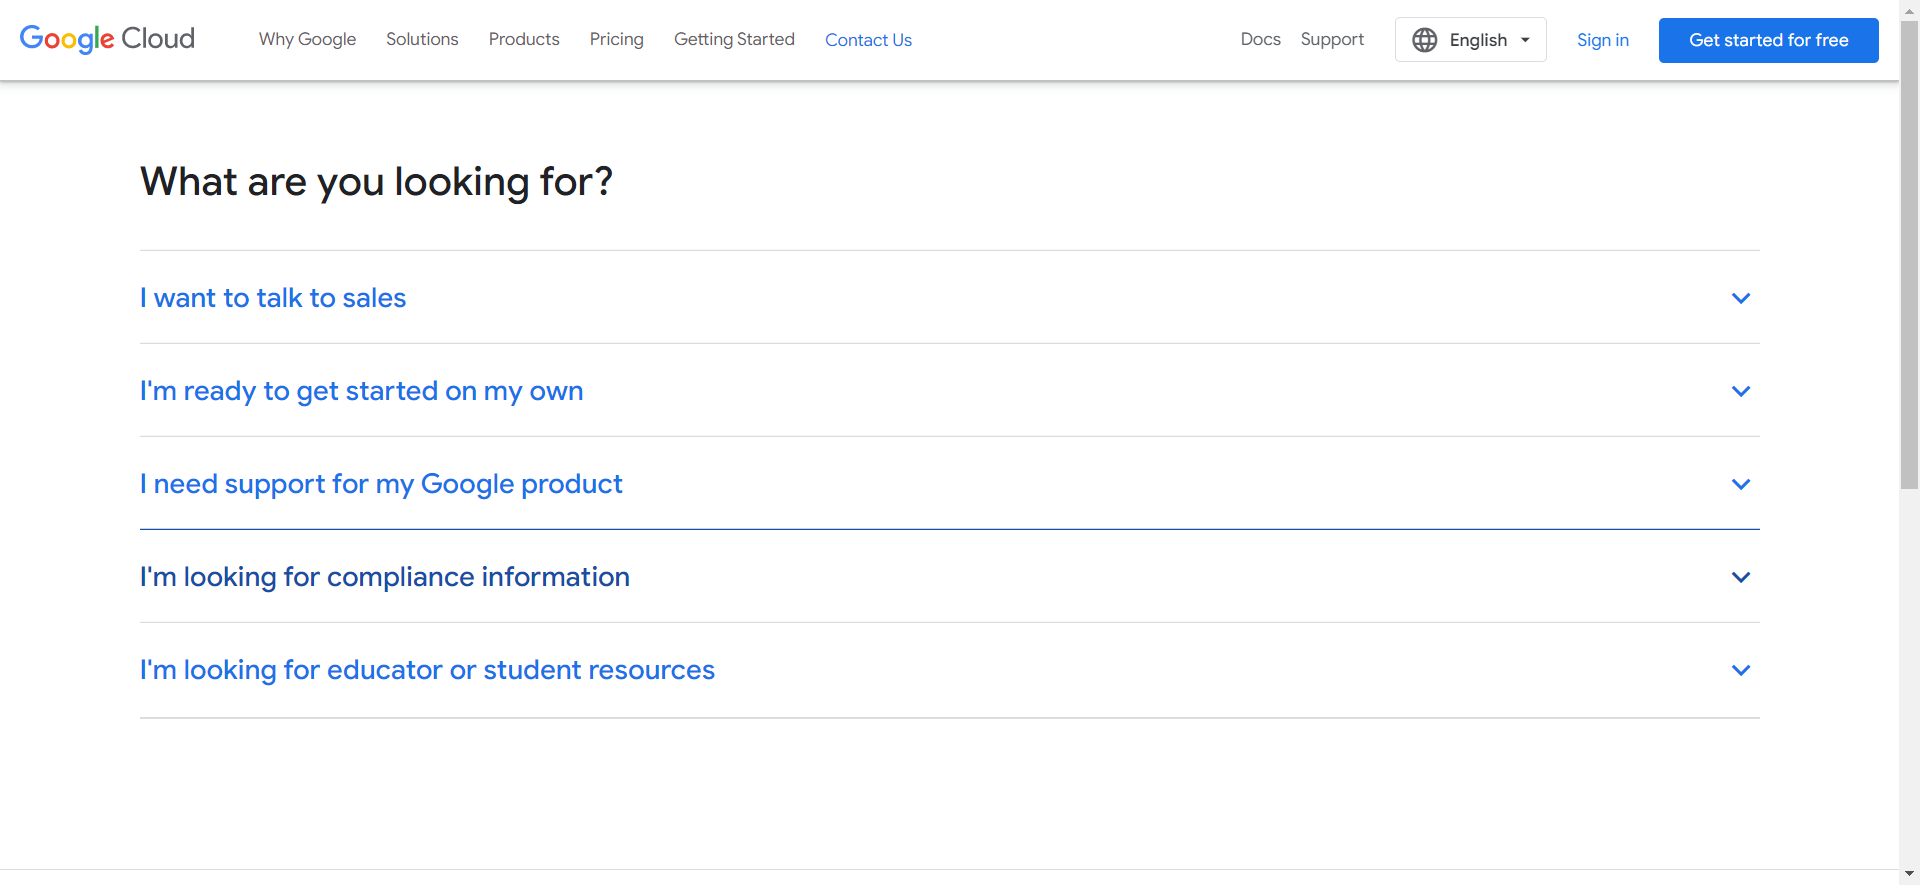 Google Cloud Why Google Solutions Products Pricing Getting Started Contact Us Docs Support English Sign in Get started for free
What are you looking for?
I want to talk to sales
I'm ready to get started on my own
I need support for my Google product
I'm looking for compliance information
I'm looking for educator or student resources